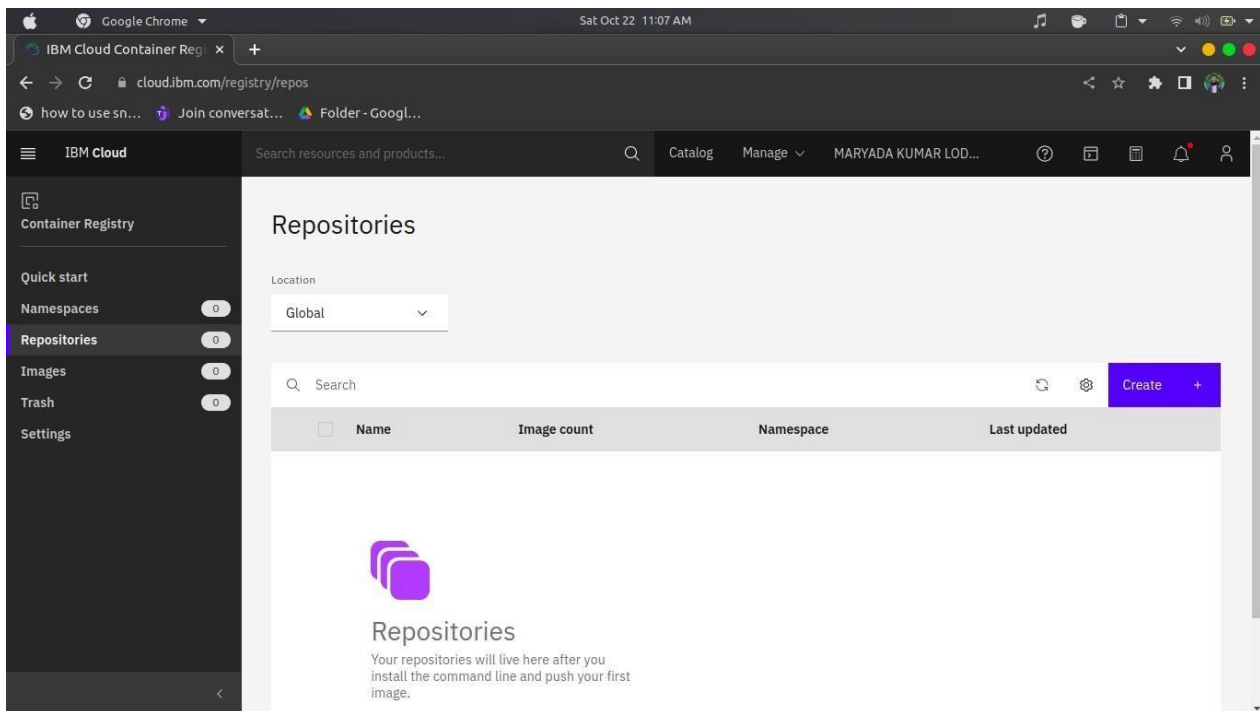 Google Chrome
Sat Oct 22 11:07 AM
IBM Cloud Container Regi
cloud.ibm.com/registry/repos
how to use sn...
Join conversat...
Folder - Googl...
IBM Cloud
Search resources and products...
Catalog
Manage
MARYADA KUMAR LOD...
Container Registry
Quick start
Namespaces 0
Repositories 0
Images 0
Trash 0
Settings
Repositories
Location
Global
Search
Create +
Name Image count Namespace Last updated
Repositories
Your repositories will live here after you
install the command line and push your first
image.